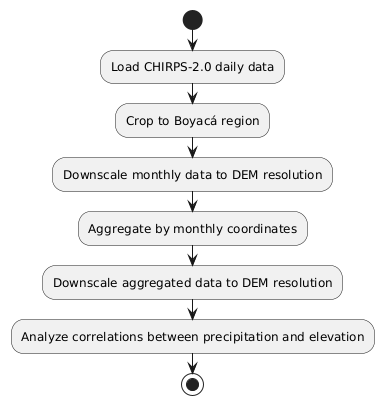 Load CHIRPS-2.0 daily data
Crop to Boyacá region
Downscale monthly data to DEM resolution
Aggregate by monthly coordinates
Downscale aggregated data to DEM resolution
Analyze correlations between precipitation and elevation